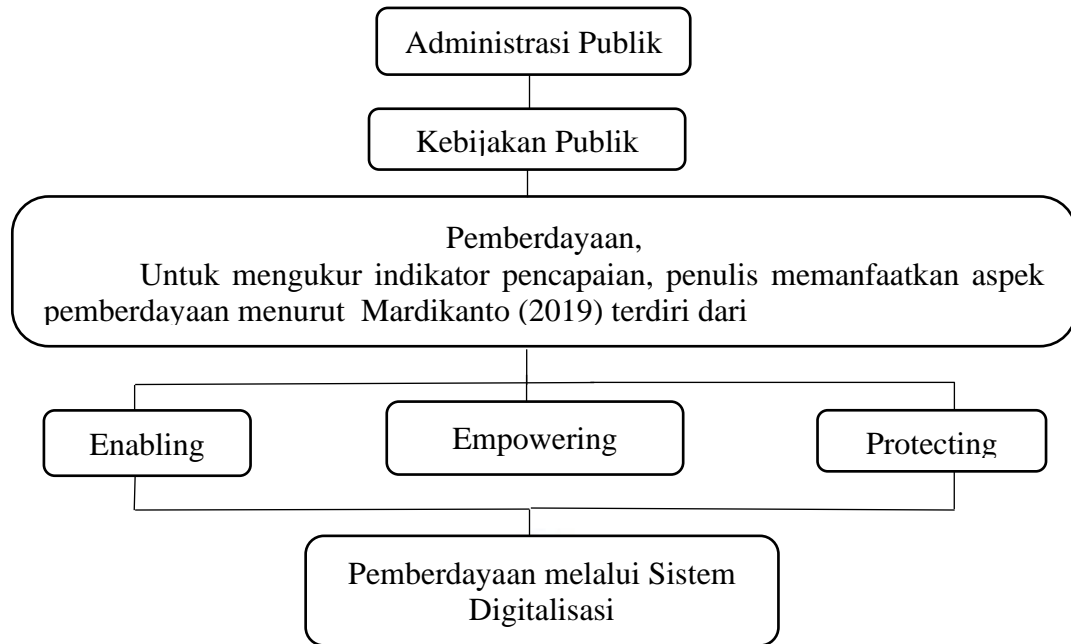 Administrasi Publik
Kebijakan Publik
Pemberdayaan,
Untuk mengukur indikator pencapaian, penulis memanfaatkan aspek
pemberdayaan menurut Mardikanto (2019) terdiri dari
Enabling
Empowering
Protecting
Pemberdayaan melalui Sistem
Digitalisasi